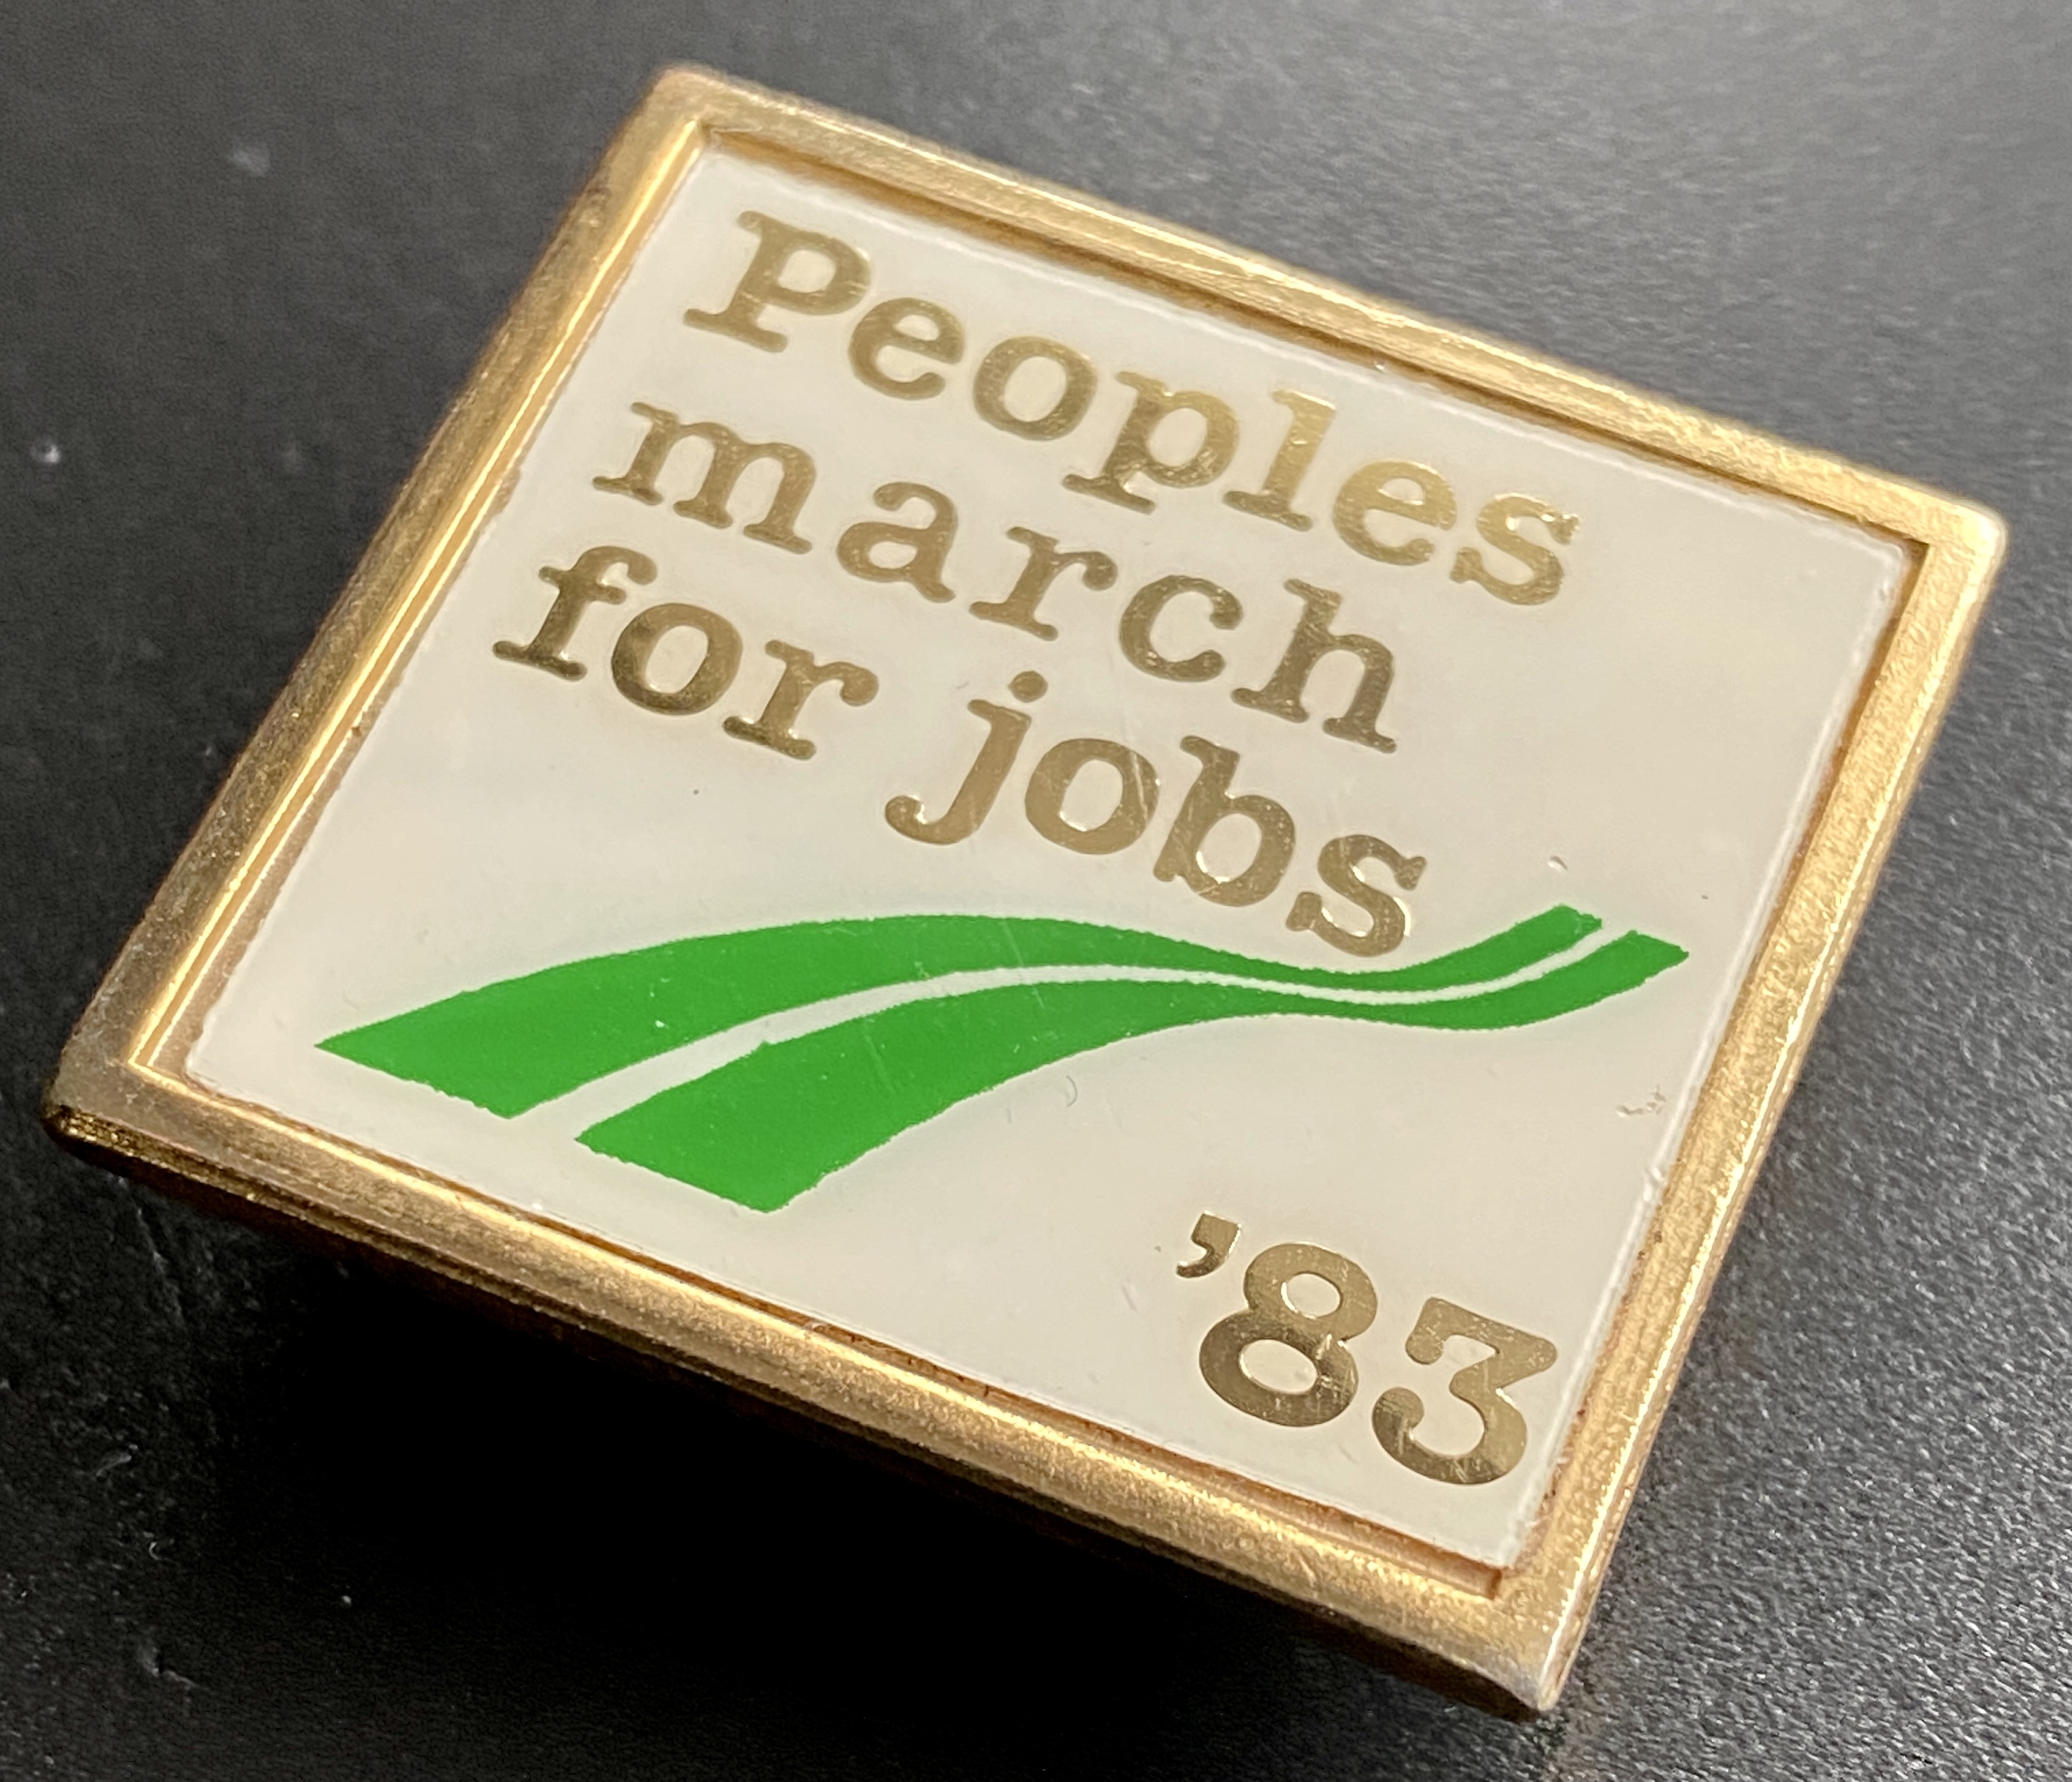 Peoples
march
for jobs
’83